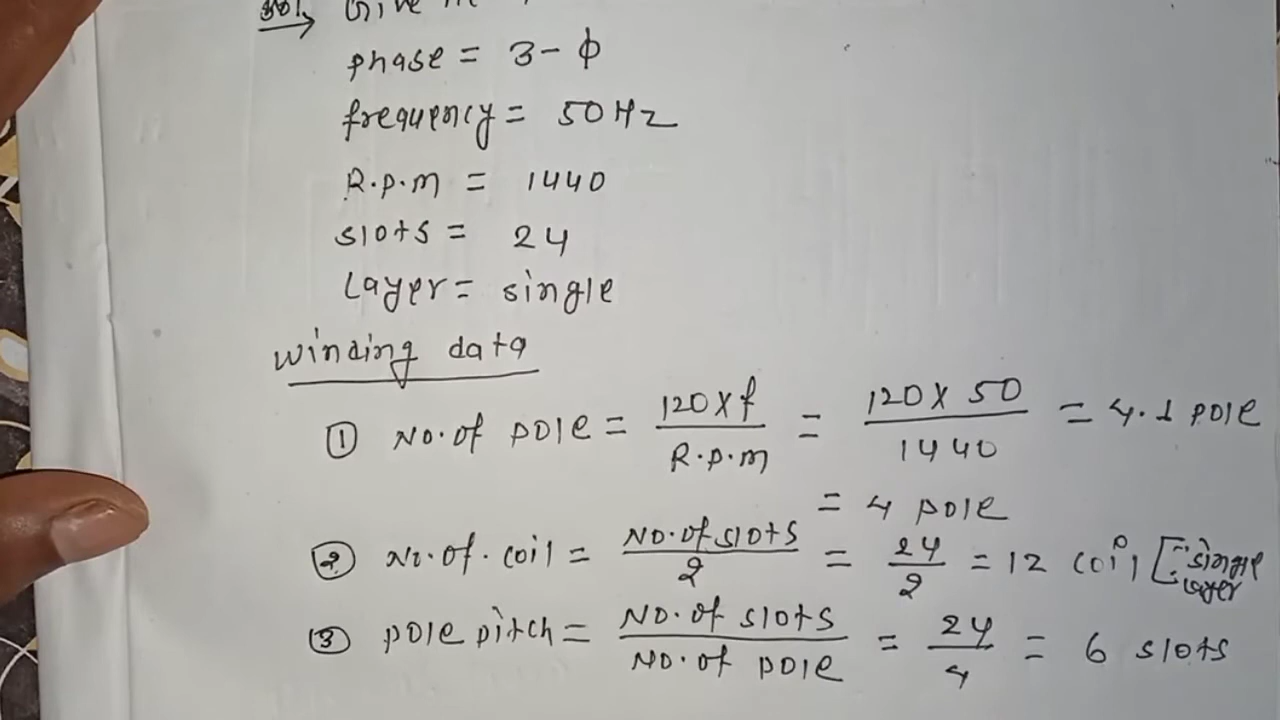 Sol. Give
phase = 3-ϕ
frequency = 50Hz
R.P.M = 1440
slots = 24
Layer = single
Winding data
① No. of pole = 120 x f / R.P.M = 120 x 50 / 1440 = 4.1 pole
= 4 pole
② No. of. coil = No. of slots / 2 = 24 / 2 = 12 coil [∵ single layer
③ pole pitch = No. of slots / No. of pole = 24 / 4 = 6 slots